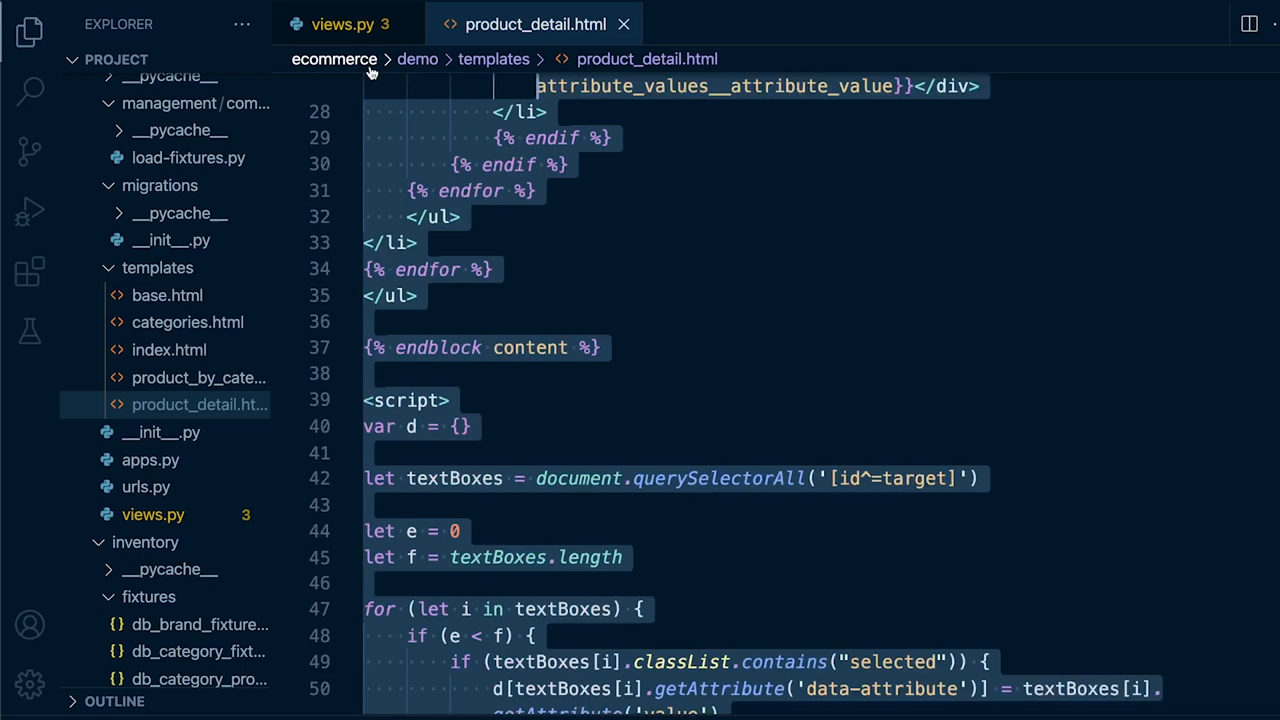 EXPLORER
PROJECT
__pycache__
management/com...
__pycache__
load-fixtures.py
migrations
__pycache__
__init__.py
templates
base.html
categories.html
index.html
product_by_cate...
product_detail.ht...
__init__.py
apps.py
urls.py
views.py 3
inventory
__pycache__
fixtures
db_brand_fixture...
db_category_fixt...
db_category_pro...
OUTLINE
views.py 3 product_detail.html
ecommerce > demo > templates > product_detail.html
attribute_values__attribute_value}}</div>
28 </li>
29 {% endif %}
30 {% endif %}
31 {% endfor %}
32 </ul>
33 </li>
34 {% endfor %}
35 </ul>
36
37 {% endblock content %}
38
39 <script>
40 var d = {}
41
42 let textBoxes = document.querySelectorAll('[id^=target]')
43
44 let e = 0
45 let f = textBoxes.length
46
47 for (let i in textBoxes) {
48 if (e < f) {
49 if (textBoxes[i].classList.contains("selected")) {
50 d[textBoxes[i].getAttribute('data-attribute')] = textBoxes[i].
getAttribute('value')